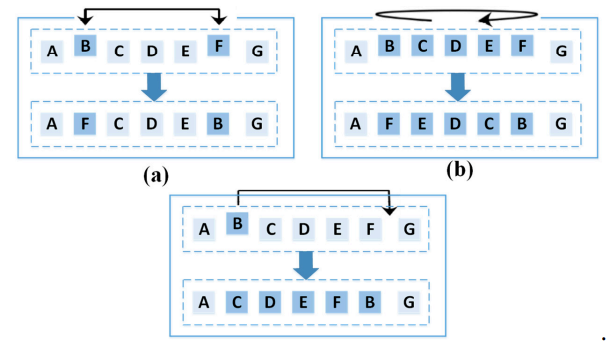 A B C D E F G
A F C D E B G
(a)
A B C D E F G
A F E D C B G
(b)
A B C D E F G
A C D E F B G
.